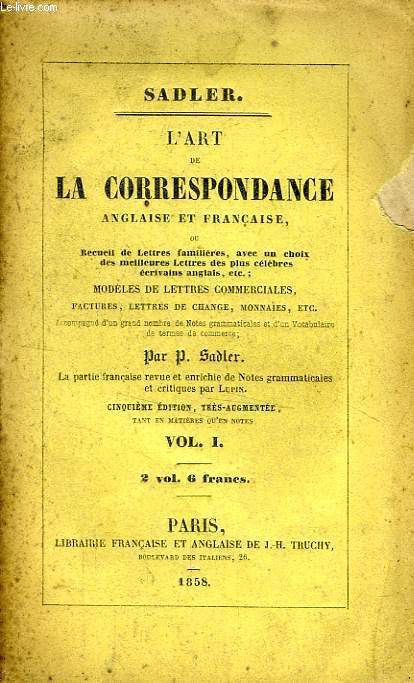 Le-livre.com
SADLER.
L'ART
DE
LA CORRESPONDANCE
ANGLAISE ET FRANÇAISE,
OU
Recueil de Lettres familières, avec un choix
des meilleures Lettres des plus célèbres
écrivains anglais, etc.;
MODÈLES DE LETTRES COMMERCIALES,
FACTURES, LETTRES DE CHANGE, MONNAIES, ETC.
Accompagné d'un grand nombre de Notes grammaticales et d'un Vocabulaire
de termes de commerce;
Par P. Sadler.
La partie française revue et enrichie de Notes grammaticales
et critiques par LUPIN.
CINQUIÈME ÉDITION, TRÈS-AUGMENTÉE,
TANT EN MATIÈRES QU'EN NOTES
VOL. I.
2 vol. 6 francs.
PARIS,
LIBRAIRIE FRANÇAISE ET ANGLAISE DE J.-H. TRUCHY,
BOULEVARD DES ITALIENS, 26.
1858.